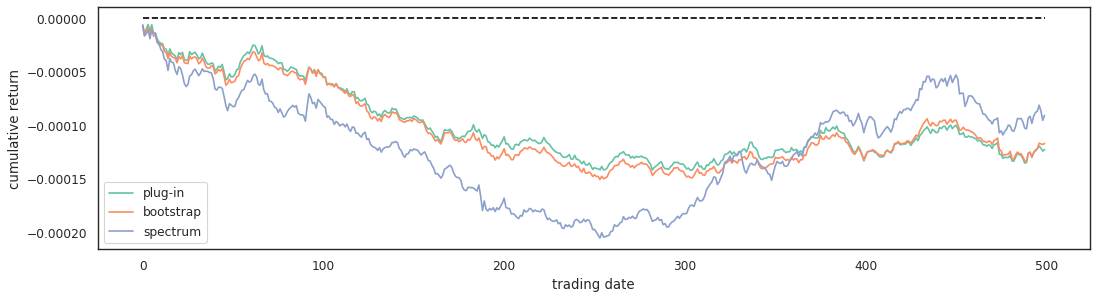 cumulative return
0.00000
−0.00005
−0.00010
−0.00015
−0.00020
plug-in
bootstrap
spectrum
0
100
200
300
400
500
trading date